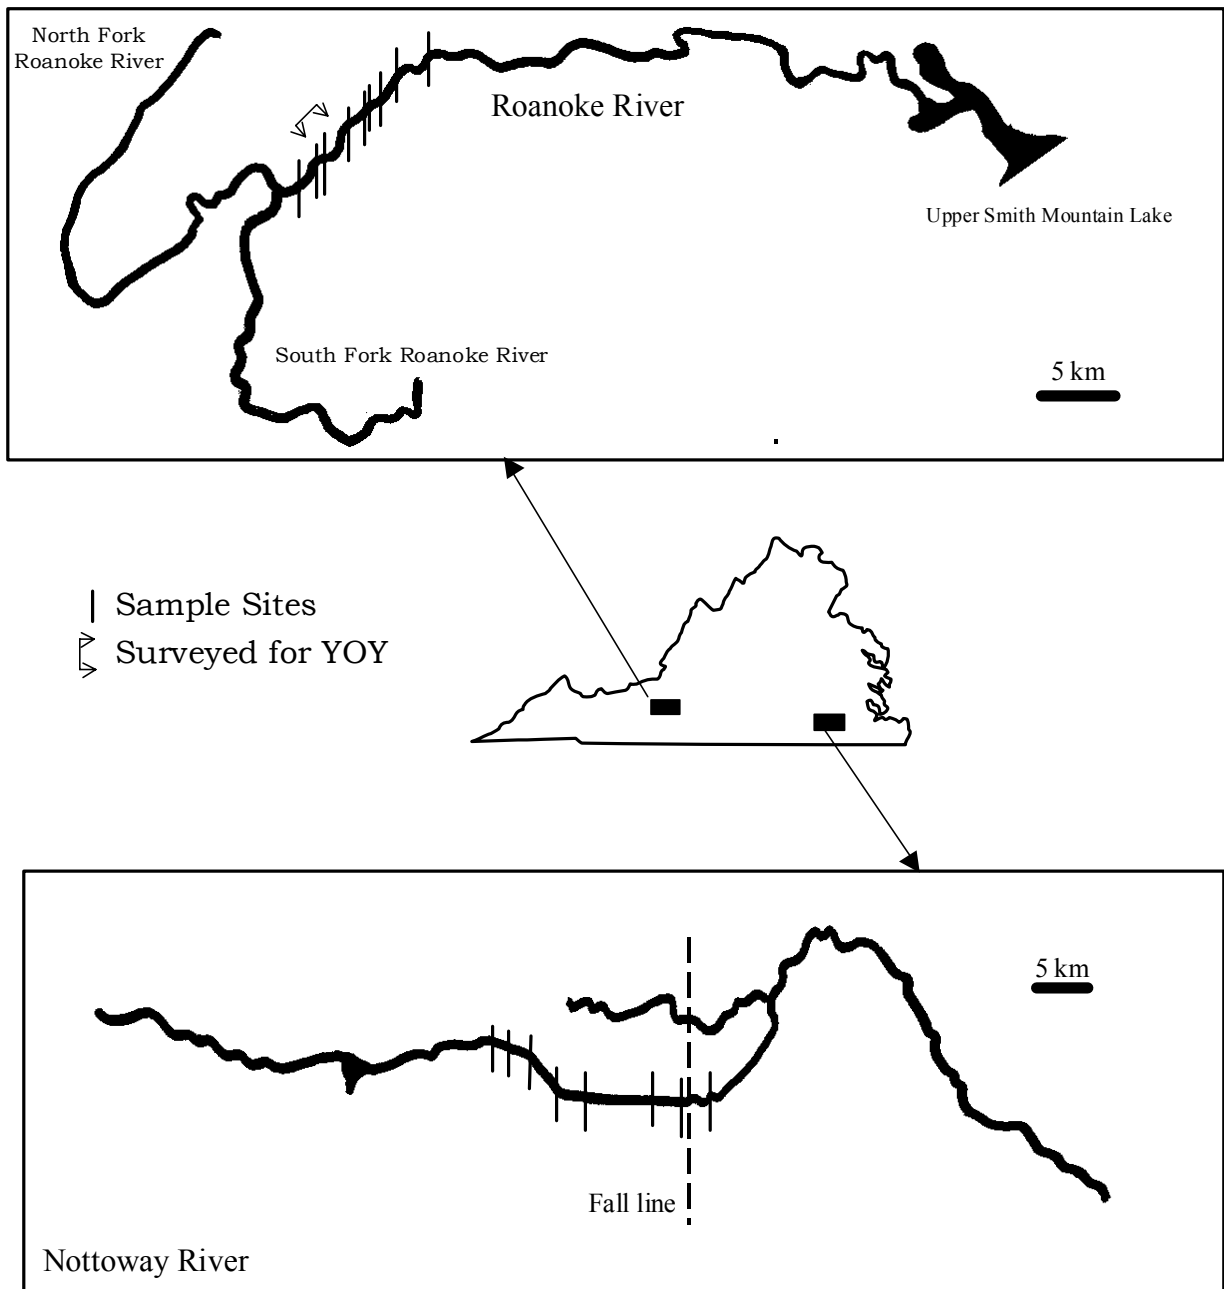 North Fork
Roanoke River
Roanoke River
Upper Smith Mountain Lake
South Fork Roanoke River
5 km
Sample Sites
Surveyed for YOY
5 km
Fall line
Nottoway River